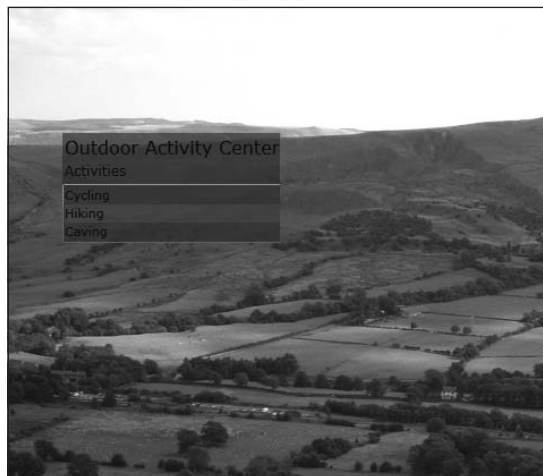 Outdoor Activity Center
Activities
Cycling
Hiking
Caving